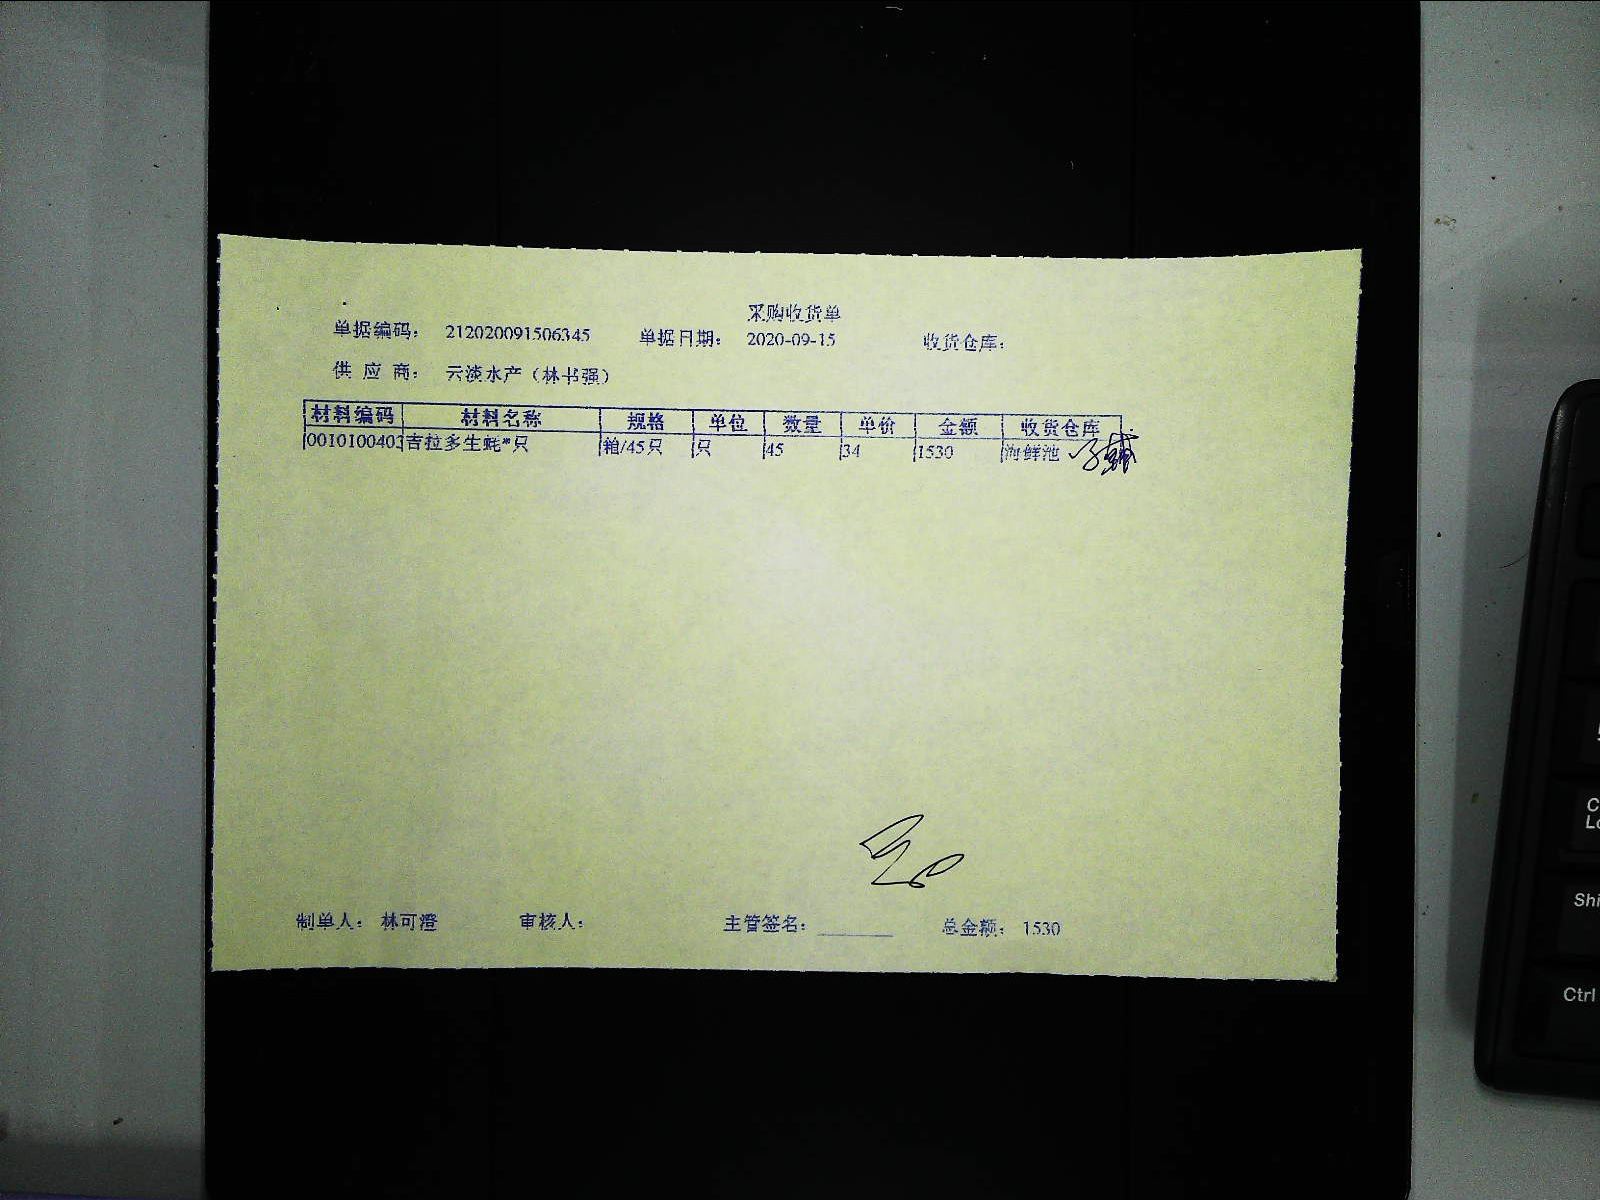 采购收货单
单据编码： 212020091506345 单据日期： 2020-09-15 收货仓库：
供 应 商： 云淡水产（林书强）
材料编码 材料名称 规格 单位 数量 单价 金额 收货仓库
0010100403 吉拉多生蚝*只 箱/45只 只 45 34 1530 海鲜池
制单人： 林可澄 审核人： 主管签名： 总金额： 1530
C
Shi
Ctrl